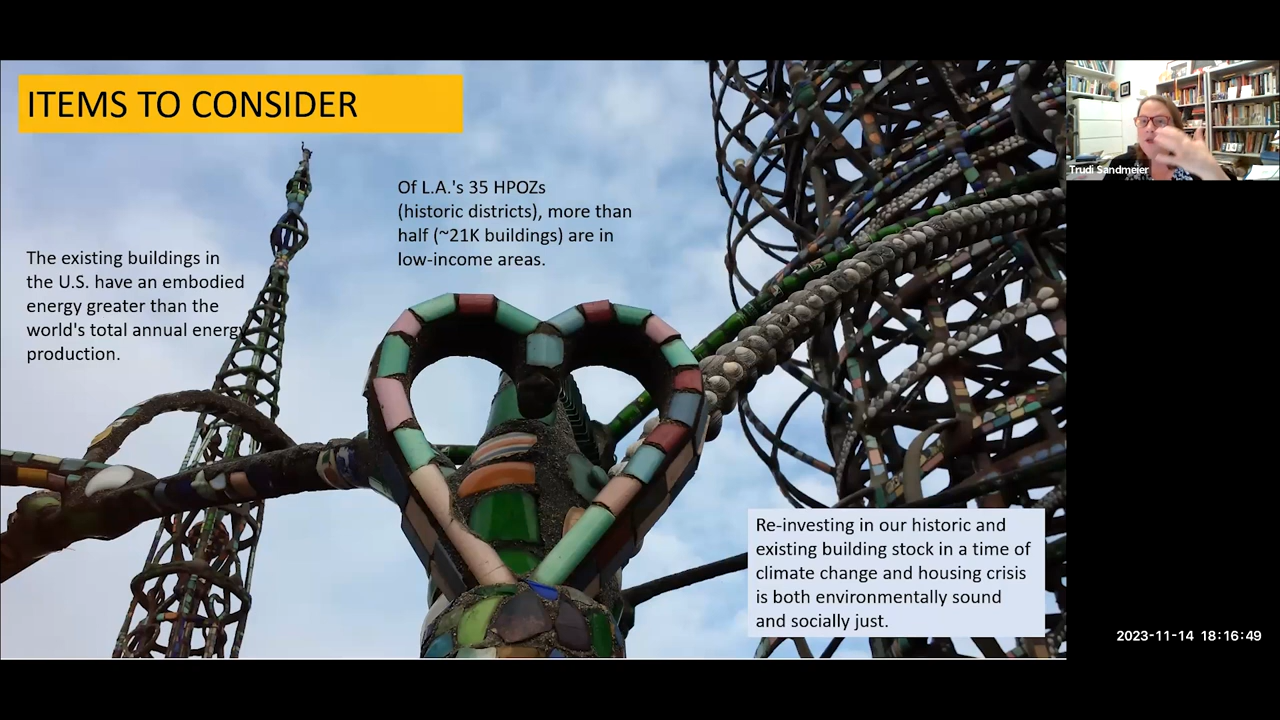 ITEMS TO CONSIDER
The existing buildings in
the U.S. have an embodied
energy greater than the
world's total annual energy
production.
Of L.A.'s 35 HPOZs
(historic districts), more than
half (~21K buildings) are in
low-income areas.
Re-investing in our historic and
existing building stock in a time of
climate change and housing crisis
is both environmentally sound
and socially just.
Trudi Sandmeier
2023-11-14 18:16:49